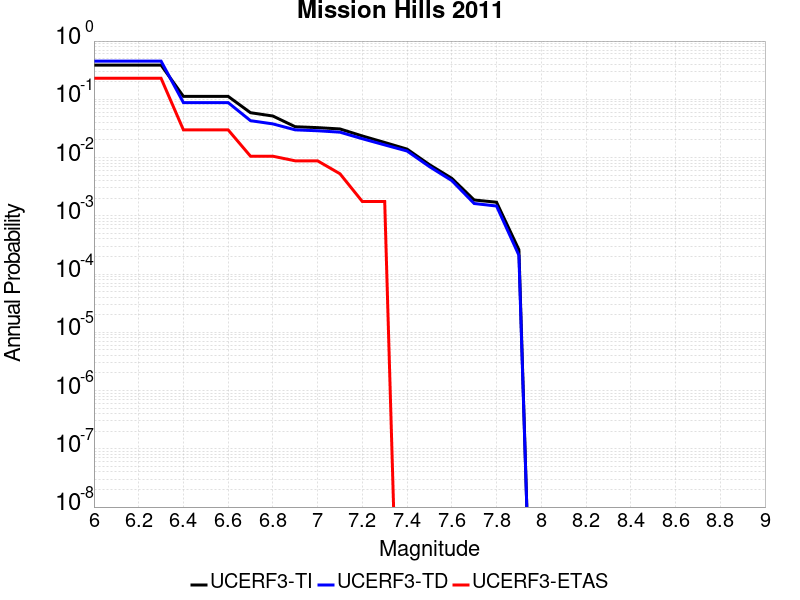 Mission Hills 2011
10^0
10^-1
10^-2
10^-3
10^-4
10^-5
10^-6
10^-7
10^-8
Annual Probability
6 6.2 6.4 6.6 6.8 7 7.2 7.4 7.6 7.8 8 8.2 8.4 8.6 8.8 9
Magnitude
UCERF3-TI UCERF3-TD UCERF3-ETAS